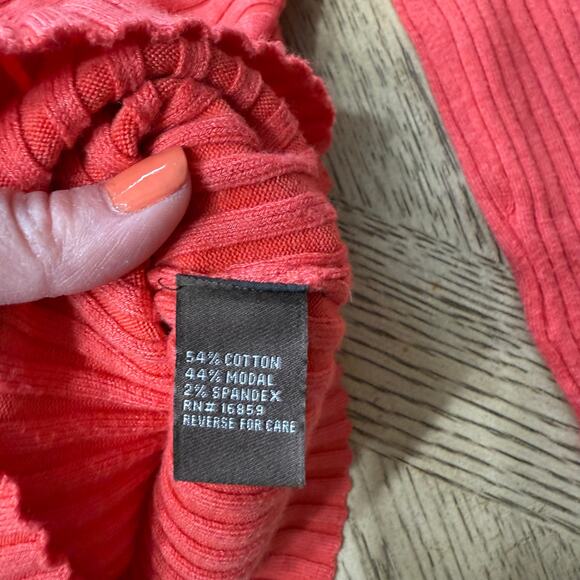 54% COTTON
44% MODAL
2% SPANDEX
RN# 16859
REVERSE FOR CARE